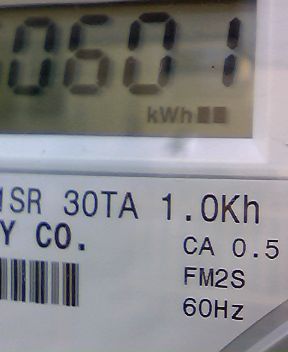 0601
kWh
1SR 30TA 1.0Kh
Y CO.
CA 0.5
FM2S
60Hz